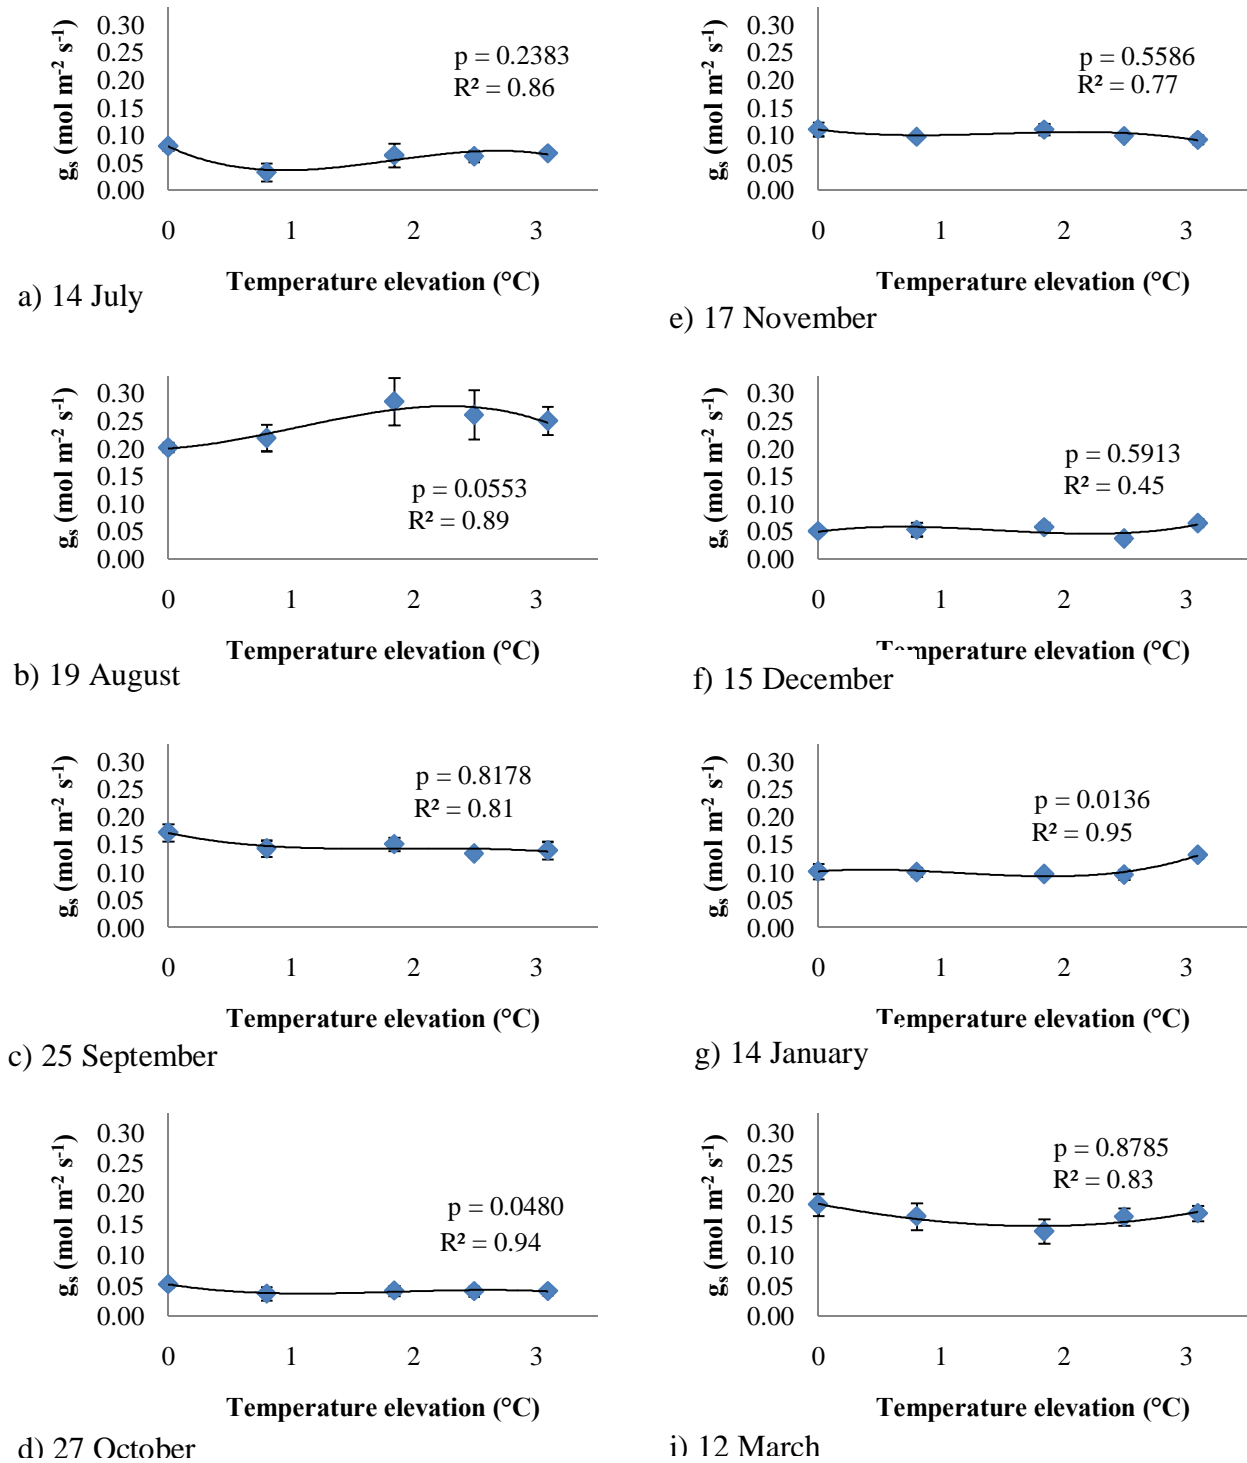 0.30
0.25
0.20
0.15
0.10
0.05
0.00
gs (mol m-2 s-1)
p = 0.2383
R² = 0.86
0 1 2 3
Temperature elevation (°C)
a) 14 July
0.30
0.25
0.20
0.15
0.10
0.05
0.00
gs (mol m-2 s-1)
p = 0.0553
R² = 0.89
0 1 2 3
Temperature elevation (°C)
b) 19 August
0.30
0.25
0.20
0.15
0.10
0.05
0.00
gs (mol m-2 s-1)
p = 0.8178
R² = 0.81
0 1 2 3
Temperature elevation (°C)
c) 25 September
0.30
0.25
0.20
0.15
0.10
0.05
0.00
gs (mol m-2 s-1)
p = 0.0480
R² = 0.94
0 1 2 3
Temperature elevation (°C)
d) 27 October
0.30
0.25
0.20
0.15
0.10
0.05
0.00
gs (mol m-2 s-1)
p = 0.5586
R² = 0.77
0 1 2 3
Temperature elevation (°C)
e) 17 November
0.30
0.25
0.20
0.15
0.10
0.05
0.00
gs (mol m-2 s-1)
p = 0.5913
R² = 0.45
0 1 2 3
Temperature elevation (°C)
f) 15 December
0.30
0.25
0.20
0.15
0.10
0.05
0.00
gs (mol m-2 s-1)
p = 0.0136
R² = 0.95
0 1 2 3
Temperature elevation (°C)
g) 14 January
0.30
0.25
0.20
0.15
0.10
0.05
0.00
gs (mol m-2 s-1)
p = 0.8785
R² = 0.83
0 1 2 3
Temperature elevation (°C)
i) 12 March